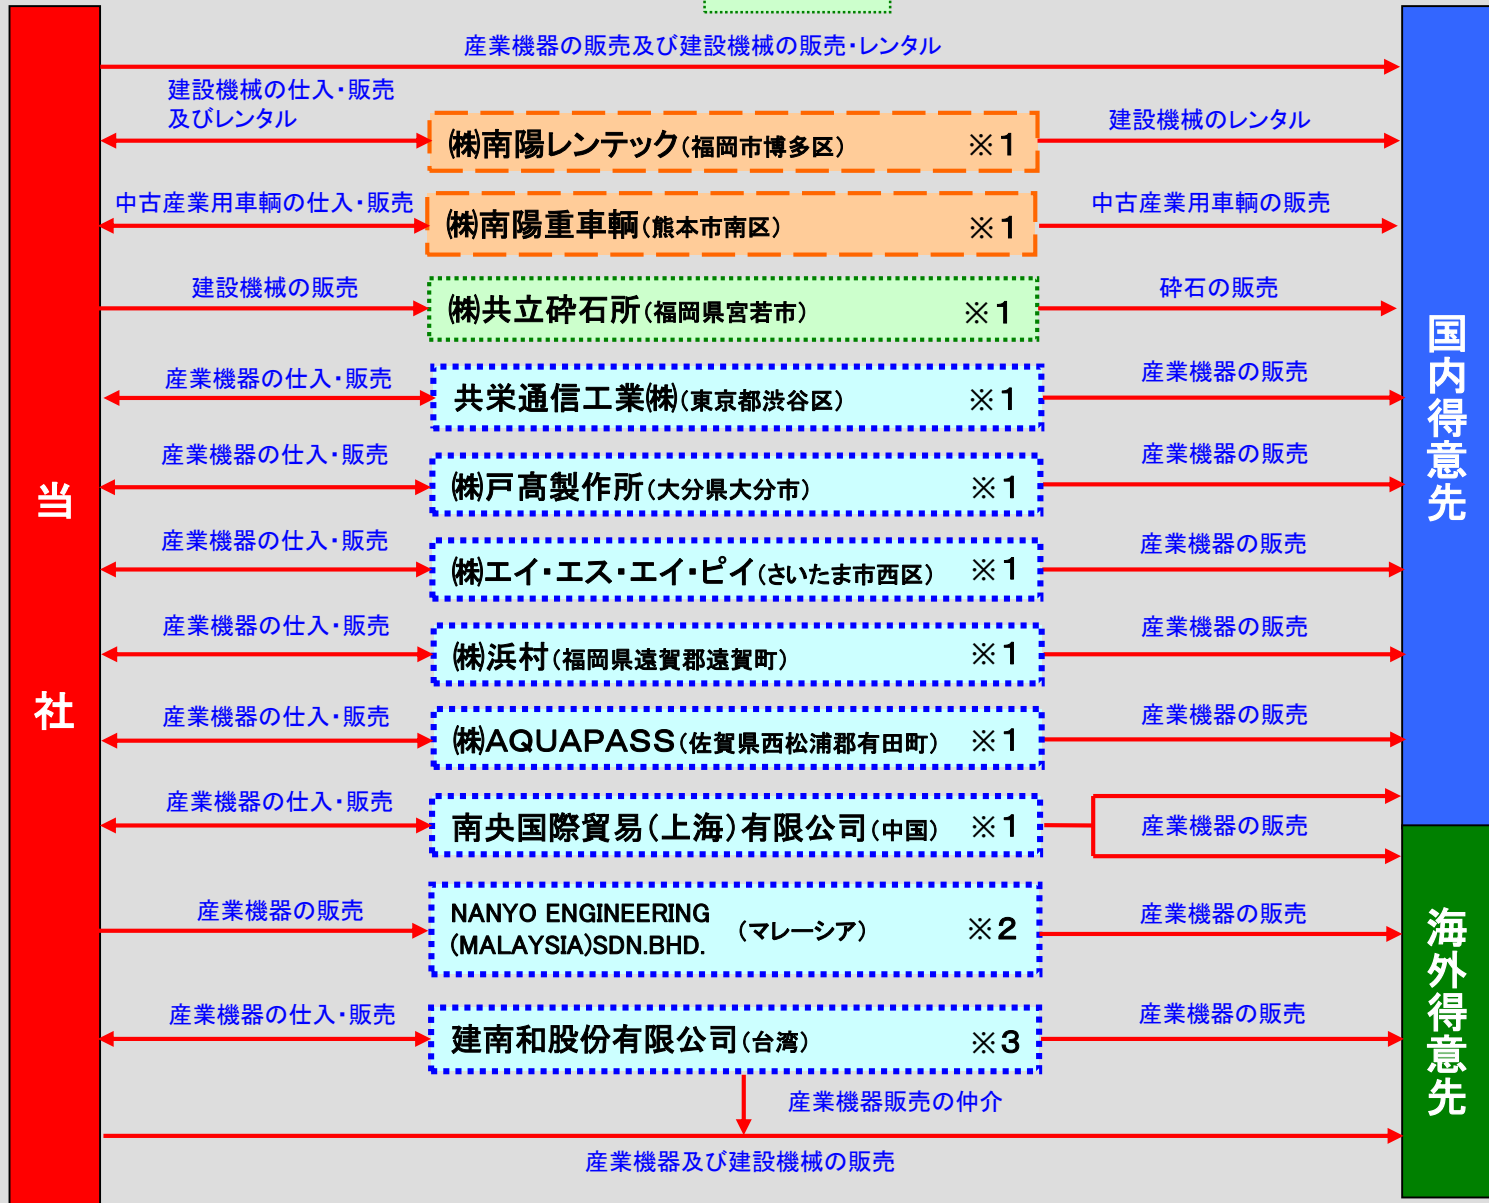 産業機器の販売及び建設機械の販売・レンタル
建設機械の仕入・販売
及びレンタル
㈱南陽レンテック(福岡市博多区) ※1
建設機械のレンタル
中古産業用車輌の仕入・販売
㈱南陽重車輌(熊本市南区) ※1
中古産業用車輌の販売
建設機械の販売
㈱共立砕石所(福岡県宮若市) ※1
砕石の販売
産業機器の仕入・販売
共栄通信工業㈱(東京都渋谷区) ※1
産業機器の販売
産業機器の仕入・販売
㈱戸髙製作所(大分県大分市) ※1
産業機器の販売
産業機器の仕入・販売
㈱エイ・エス・エイ・ピイ(さいたま市西区) ※1
産業機器の販売
産業機器の仕入・販売
㈱浜村(福岡県遠賀郡遠賀町) ※1
産業機器の販売
産業機器の仕入・販売
㈱AQUAPASS(佐賀県西松浦郡有田町) ※1
産業機器の販売
産業機器の仕入・販売
南央国際貿易(上海)有限公司(中国) ※1
産業機器の販売
産業機器の販売
NANYO ENGINEERING
(MALAYSIA)SDN.BHD. (マレーシア) ※2
産業機器の販売
産業機器の仕入・販売
建南和股份有限公司(台湾) ※3
産業機器の販売
産業機器販売の仲介
産業機器及び建設機械の販売
当社
国内得意先
海外得意先